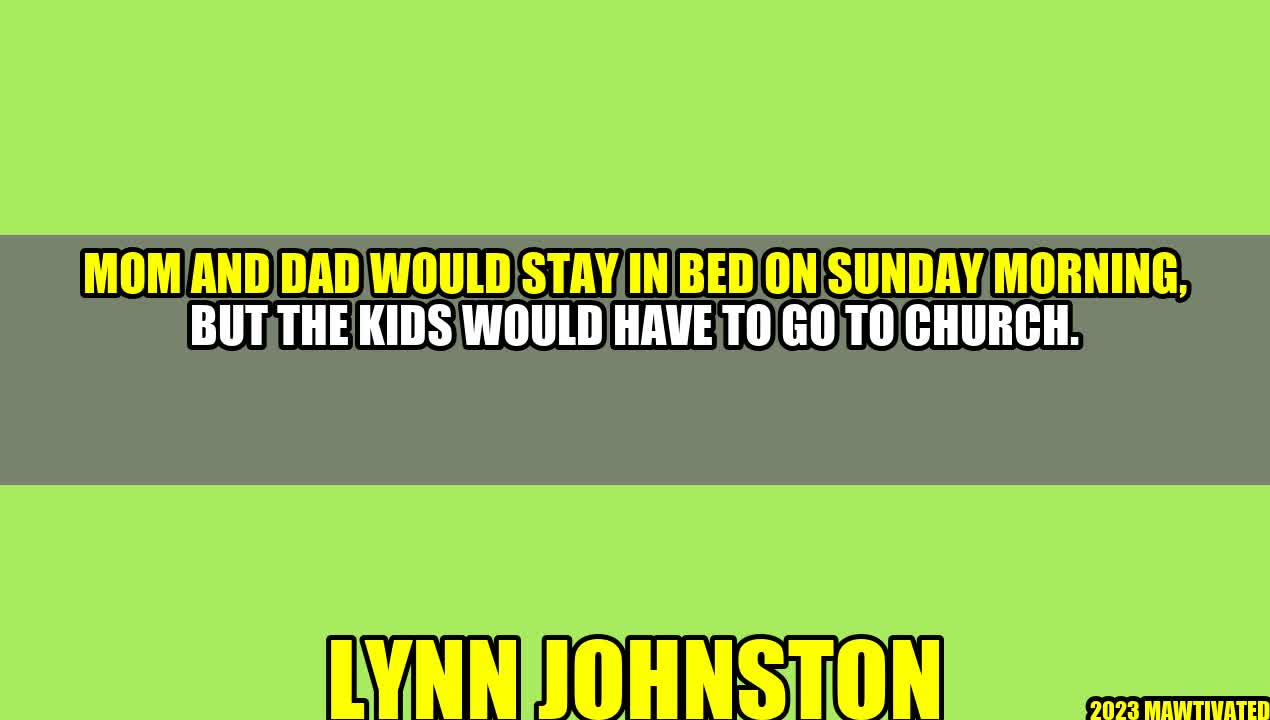 MOM AND DAD WOULD STAY IN BED ON SUNDAY MORNING,
BUT THE KIDS WOULD HAVE TO GO TO CHURCH.
LYNN JOHNSTON
2023 MAWTIVATED